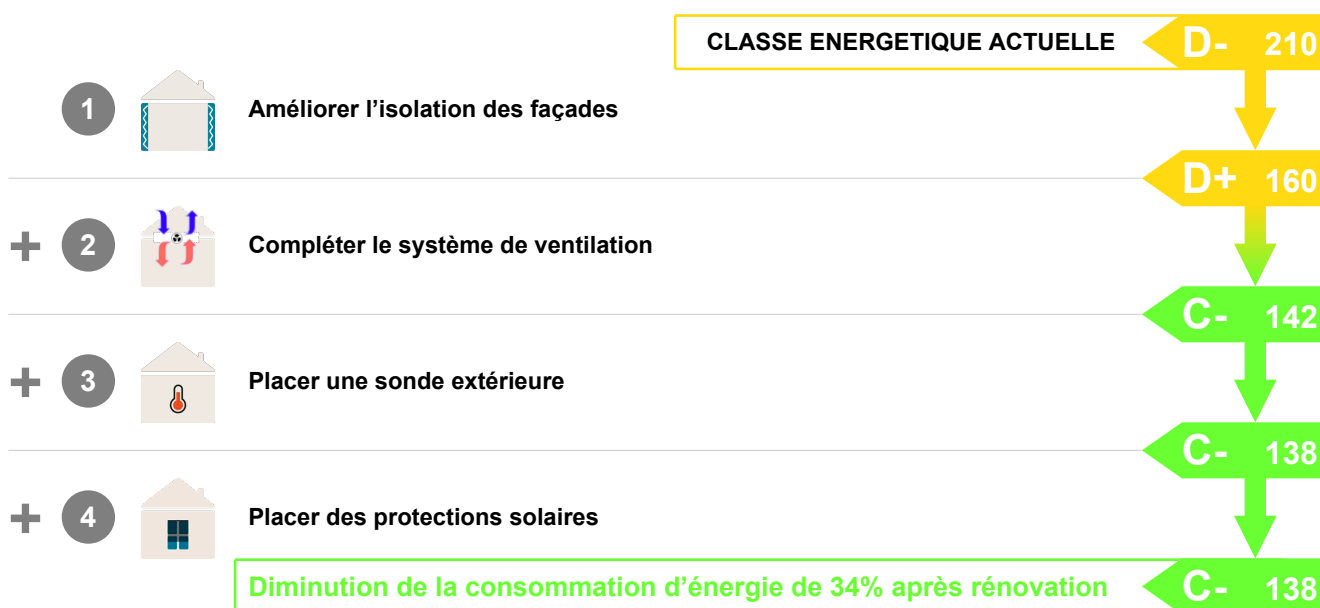 CLASSE ENERGETIQUE ACTUELLE D- 210
1 Améliorer l’isolation des façades
D+ 160
+ 2 Compléter le système de ventilation
C- 142
+ 3 Placer une sonde extérieure
C- 138
+ 4 Placer des protections solaires
Diminution de la consommation d’énergie de 34% après rénovation C- 138